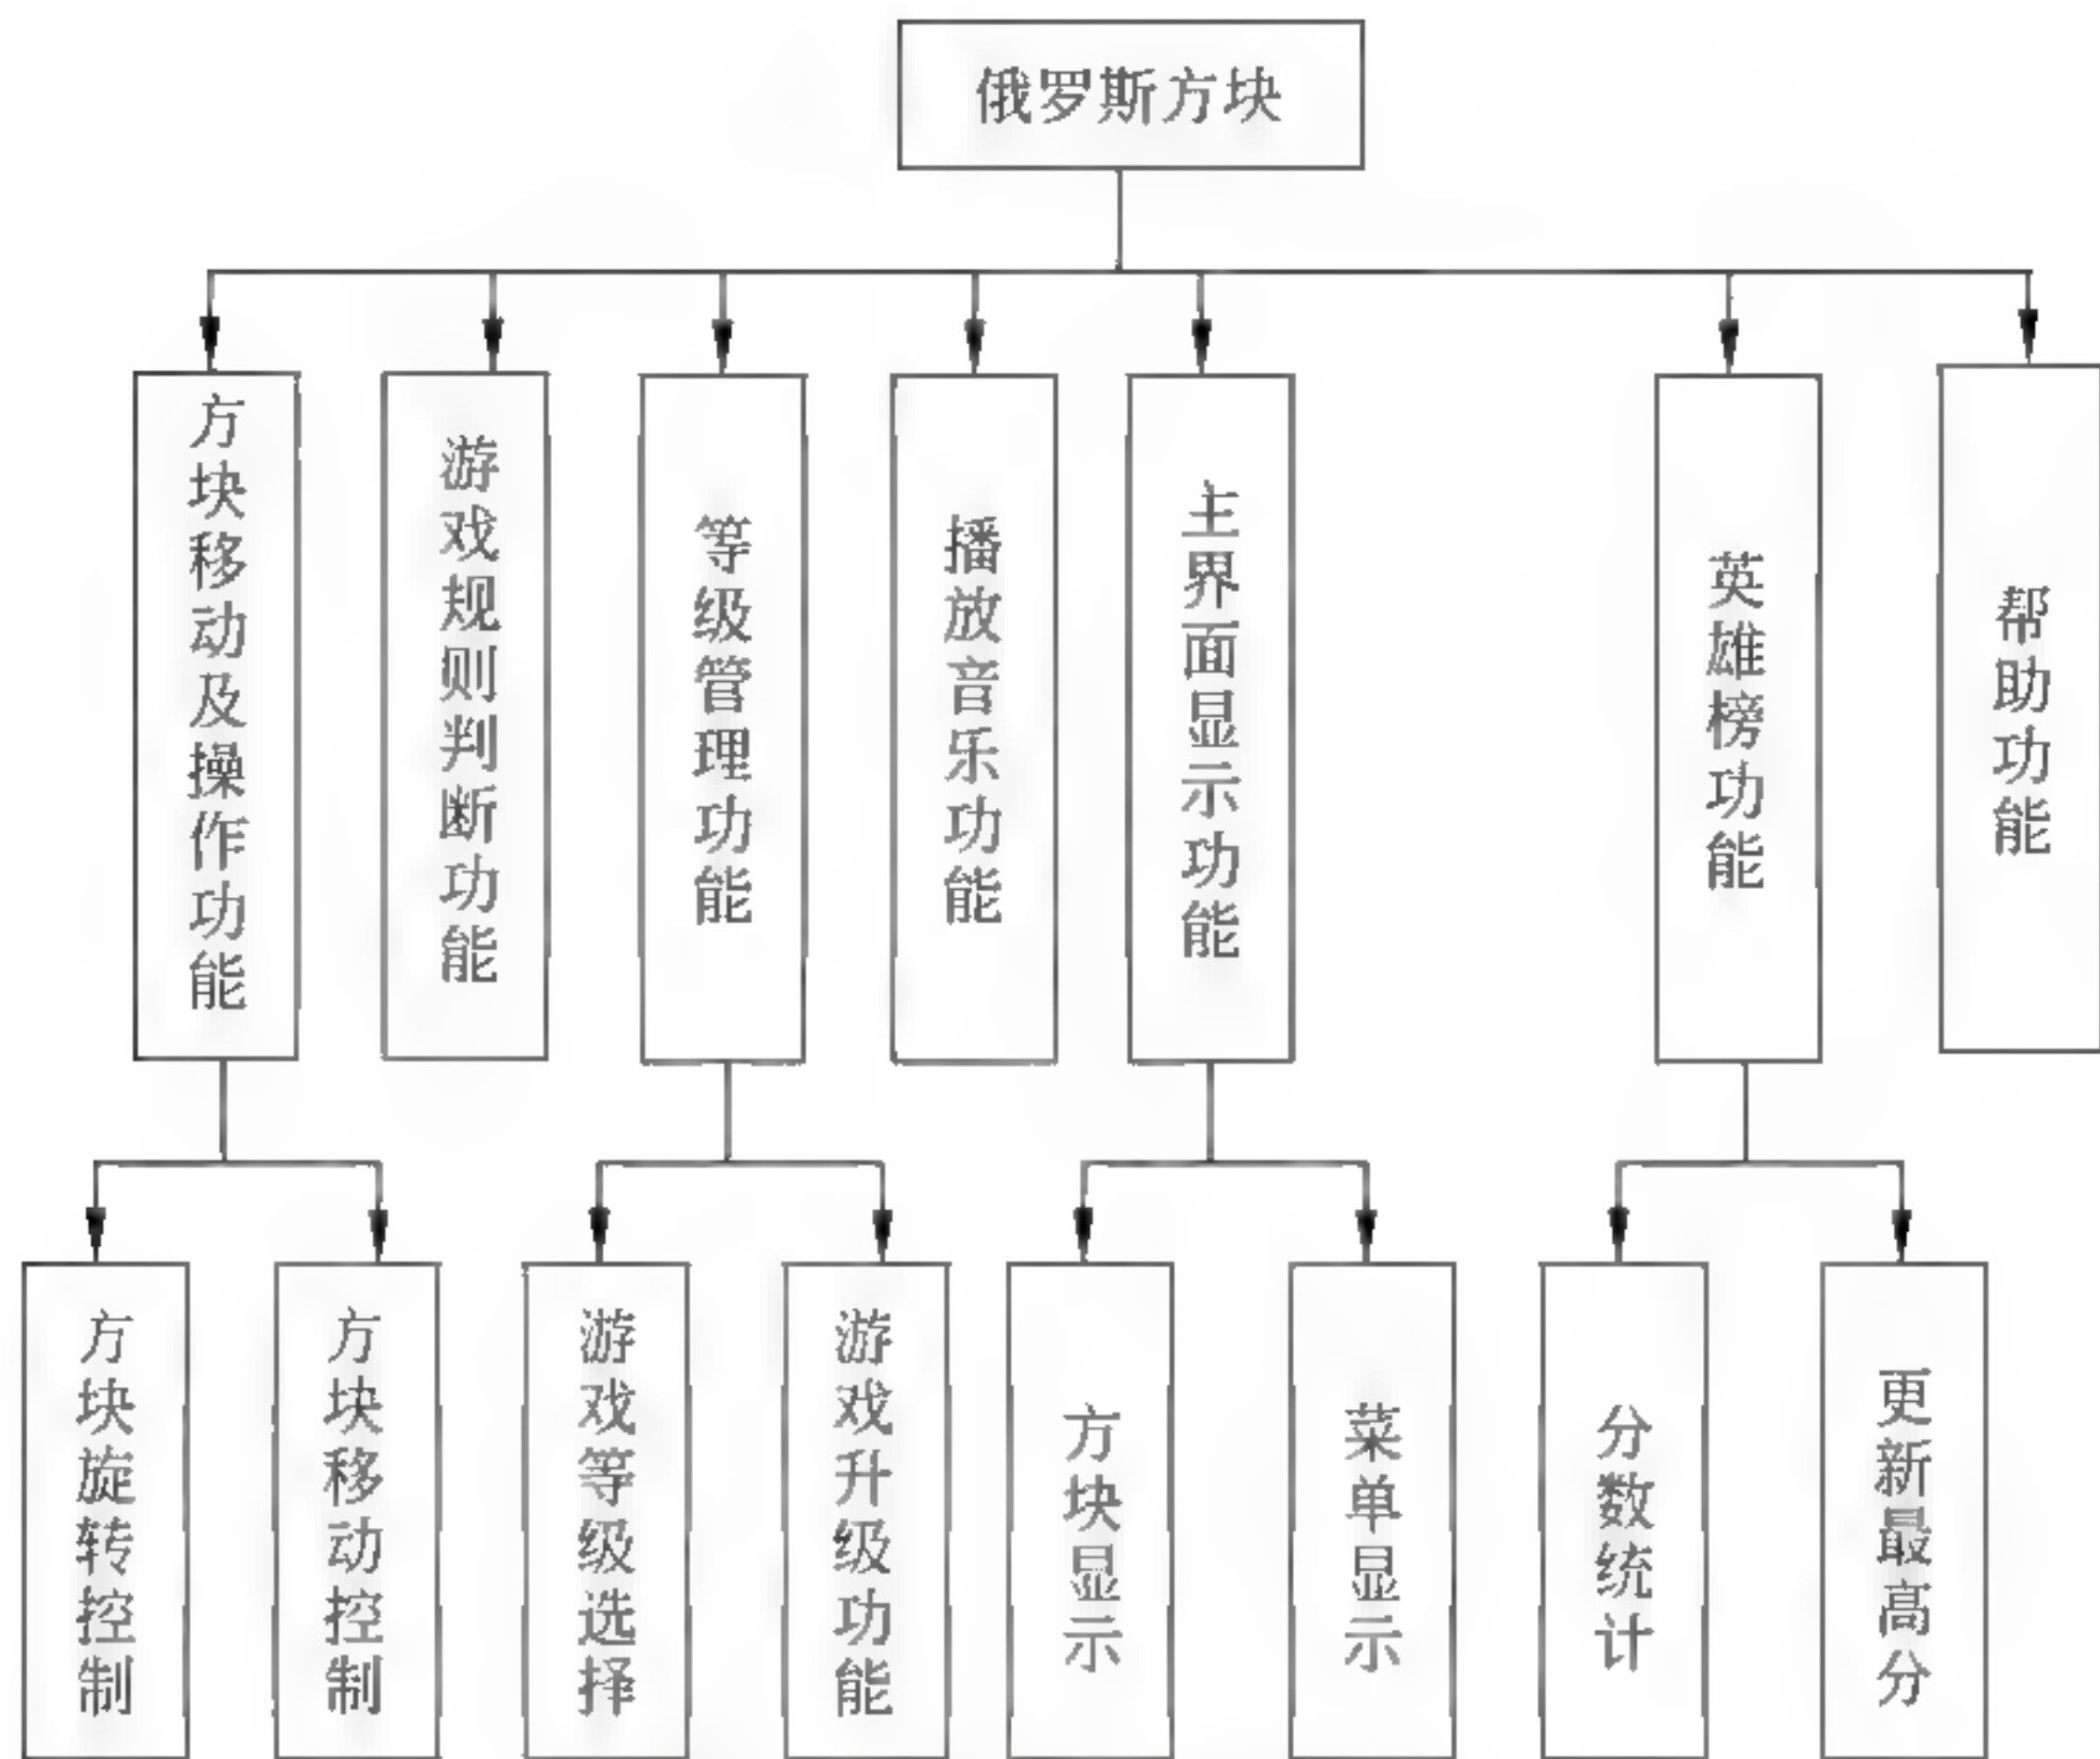 俄罗斯方块
方块移动及操作功能
游戏规则判断功能
等级管理功能
播放音乐功能
主界面显示功能
英雄榜功能
帮助功能
方块旋转控制
方块移动控制
游戏等级选择
游戏升级功能
方块显示
菜单显示
分数统计
更新最高分